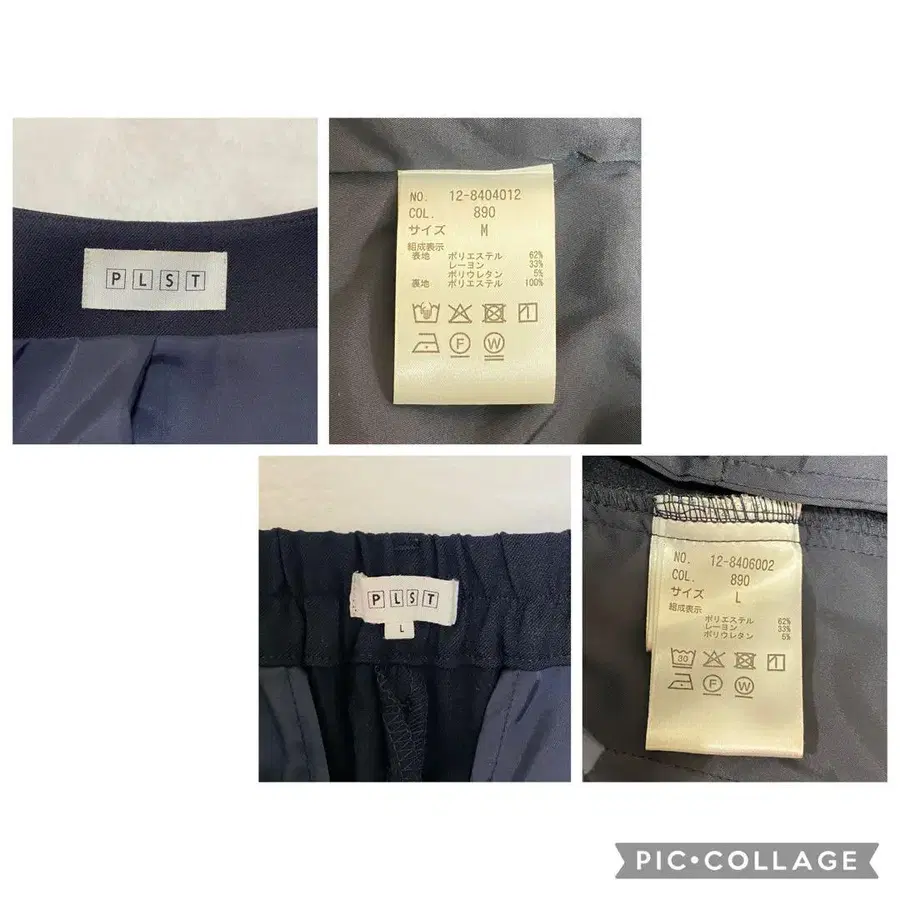 PLST
NO. 12-8404012
COL. 890
サイズ M
組成表示
表地 ポリエステル 62%
レーヨン 33%
ポリウレタン 5%
裏地 ポリエステル 100%
F W
PLST
L
NO. 12-8406002
COL. 890
サイズ L
組成表示
ポリエステル 62%
レーヨン 33%
ポリウレタン 5%
30
F W
PIC•COLLAGE